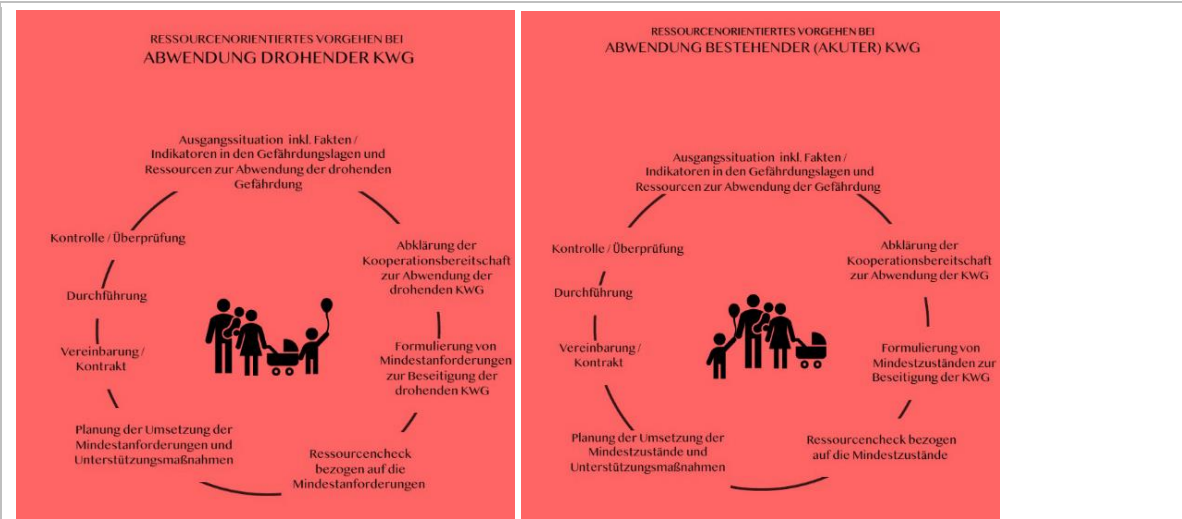 RESSOURCENORIENTIERTES VORGEHEN BEI
ABWENDUNG DROHENDER KWG
Ausgangssituation inkl. Fakten /
Indikatoren in den Gefährdungslagen und
Ressourcen zur Abwendung der drohenden
Gefährdung
Abklärung der
Kooperationsbereitschaft
zur Abwendung der
drohenden KWG
Formulierung von
Mindestanforderungen
zur Beseitigung der
drohenden KWG
Ressourcencheck
bezogen auf die
Mindestanforderungen
Planung der Umsetzung der
Mindestanforderungen und
Unterstützungsmaßnahmen
Vereinbarung /
Kontrakt
Durchführung
Kontrolle / Überprüfung
RESSOURCENORIENTIERTES VORGEHEN BEI
ABWENDUNG BESTEHENDER (AKUTER) KWG
Ausgangssituation inkl. Fakten /
Indikatoren in den Gefährdungslagen und
Ressourcen zur Abwendung der Gefährdung
Abklärung der
Kooperationsbereitschaft
zur Abwendung der KWG
Formulierung von
Mindestzuständen zur
Beseitigung der KWG
Ressourcencheck bezogen
auf die Mindestzustände
Planung der Umsetzung der
Mindestzustände und
Unterstützungsmaßnahmen
Vereinbarung /
Kontrakt
Durchführung
Kontrolle / Überprüfung